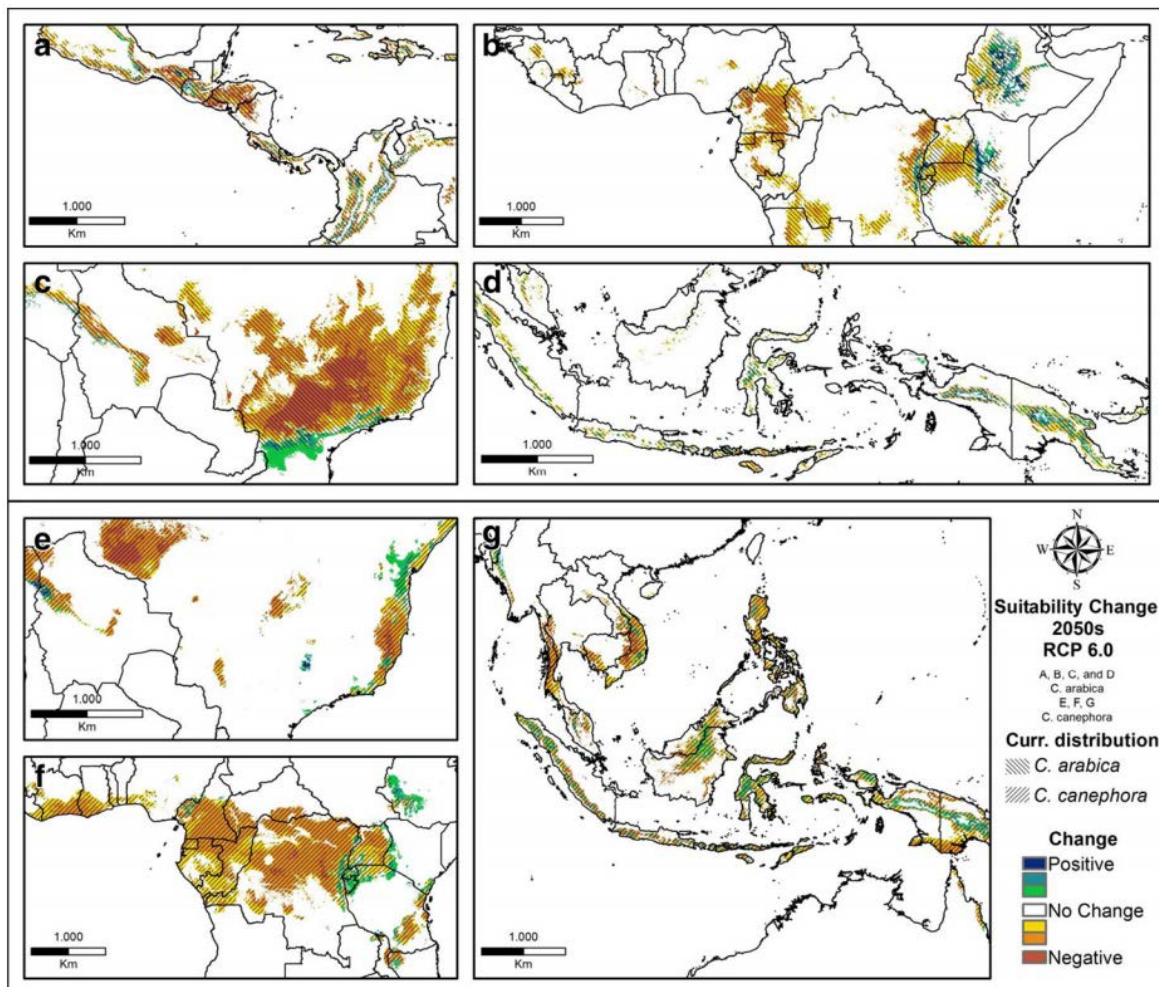 a
1.000
Km
b
1.000
Km
c
1.000
Km
d
1.000
Km
e
1.000
Km
f
1.000
Km
g
1.000
Km
N
W E
S
Suitability Change
2050s
RCP 6.0
A, B, C, and D
C. arabica
E, F, G
C. canephora
Curr. distribution
C. arabica
C. canephora
Change
Positive
No Change
Negative